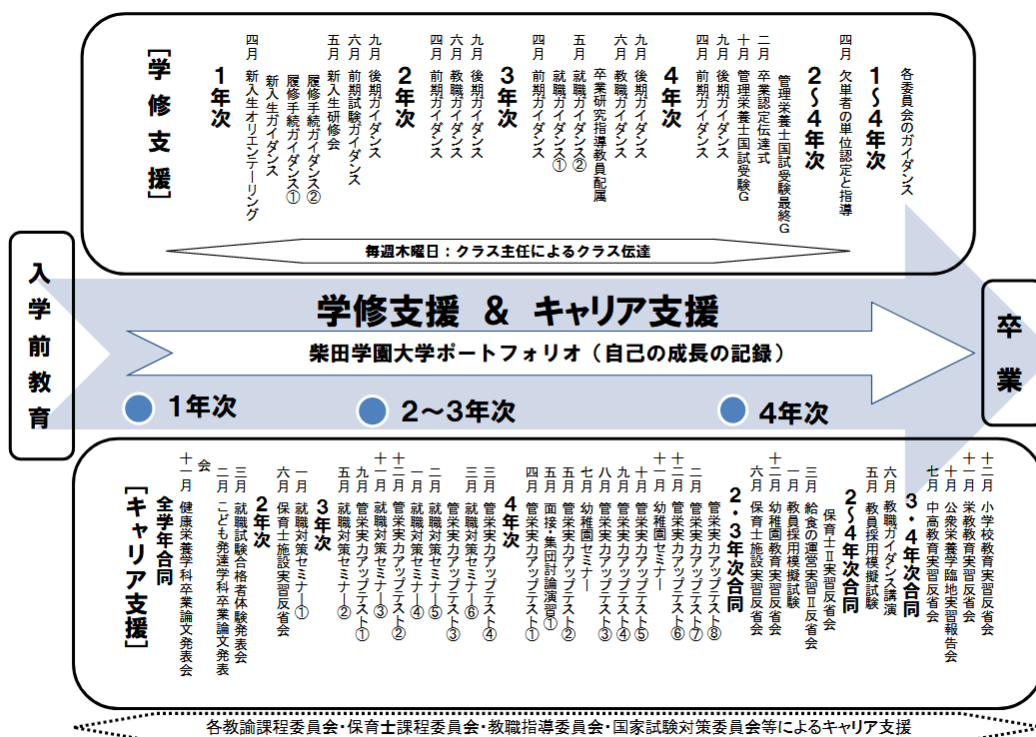 ［学修支援］
１年次
四月 新入生オリエンテーリング
新入生ガイダンス
履修手続ガイダンス①
履修手続ガイダンス②
五月 新入生研修会
六月 前期試験ガイダンス
九月 後期ガイダンス
２年次
四月 前期ガイダンス
六月 教職ガイダンス
九月 後期ガイダンス
３年次
四月 前期ガイダンス
就職ガイダンス①
五月 就職ガイダンス②
卒業研究指導教員配属
六月 教職ガイダンス
九月 後期ガイダンス
４年次
四月 前期ガイダンス
九月 後期ガイダンス
十月 管理栄養士国試受験G
二月 卒業認定伝達式
管理栄養士国試受験最終G
２～４年次
四月 欠単者の単位認定と指導
１～４年次
各委員会のガイダンス
毎週木曜日：クラス主任によるクラス伝達
入学前教育
学修支援 ＆ キャリア支援
柴田学園大学ポートフォリオ（自己の成長の記録）
卒業
１年次
２～３年次
４年次
［キャリア支援］
全学年合同
十一月 健康栄養学科卒業論文発表会
二月 こども発達学科卒業論文発表
会
三月 就職試験合格者体験発表会
２年次
六月 保育士施設実習反省会
一月 就職対策セミナー①
３年次
五月 就職対策セミナー②
九月 管栄実力アップテスト①
十一月 就職対策セミナー③
十二月 管栄実力アップテスト②
一月 就職対策セミナー④
二月 就職対策セミナー⑤
管栄実力アップテスト③
三月 就職対策セミナー⑥
三月 管栄実力アップテスト④
４年次
四月 管栄実力アップテスト①
五月 面接・集団討論演習①
五月 管栄実力アップテスト②
七月 幼稚園セミナー
八月 管栄実力アップテスト③
九月 管栄実力アップテスト④
十月 管栄実力アップテスト⑤
十一月 幼稚園セミナー
十二月 管栄実力アップテスト⑥
二月 管栄実力アップテスト⑦
管栄実力アップテスト⑧
２・３年次合同
六月 保育士施設実習反省会
十二月 幼稚園教育実習反省会
一月 教員採用模擬試験
三月 給食の運営実習Ⅱ反省会
保育士Ⅱ実習反省会
２～４年次合同
五月 教員採用模擬試験
六月 教職ガイダンス講演
３・４年次合同
七月 中高教育実習反省会
十月 公衆栄養学臨地実習報告会
十一月 栄教教育実習反省会
十二月 小学校教育実習反省会
各教諭課程委員会・保育士課程委員会・教職指導委員会・国家試験対策委員会等によるキャリア支援